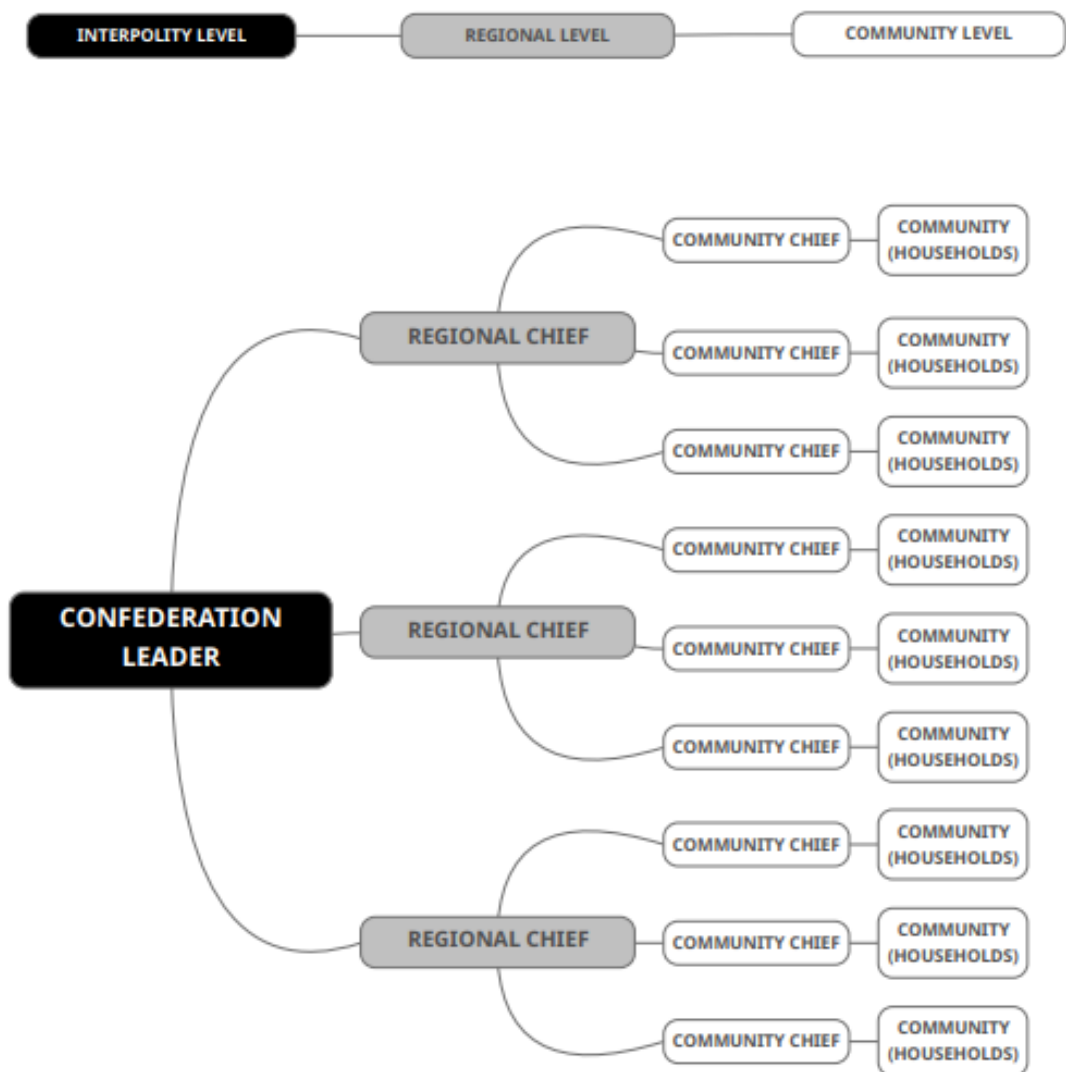 INTERPOLITY LEVEL
REGIONAL LEVEL
COMMUNITY LEVEL
CONFEDERATION
LEADER
REGIONAL CHIEF
COMMUNITY CHIEF
COMMUNITY
(HOUSEHOLDS)
COMMUNITY CHIEF
COMMUNITY
(HOUSEHOLDS)
COMMUNITY CHIEF
COMMUNITY
(HOUSEHOLDS)
REGIONAL CHIEF
COMMUNITY CHIEF
COMMUNITY
(HOUSEHOLDS)
COMMUNITY CHIEF
COMMUNITY
(HOUSEHOLDS)
COMMUNITY CHIEF
COMMUNITY
(HOUSEHOLDS)
REGIONAL CHIEF
COMMUNITY CHIEF
COMMUNITY
(HOUSEHOLDS)
COMMUNITY CHIEF
COMMUNITY
(HOUSEHOLDS)
COMMUNITY CHIEF
COMMUNITY
(HOUSEHOLDS)